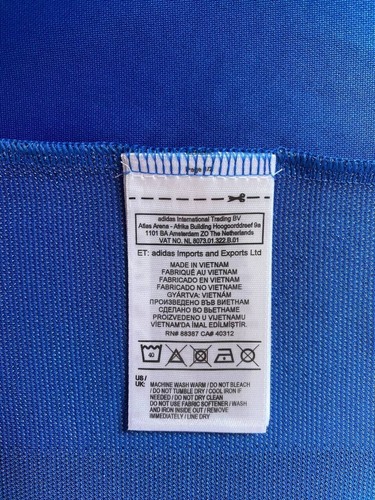 adidas International Trading BV
Atlas Arena - Afrika Building Hoogoorddreef 9a
1101 BA Amsterdam ZO The Netherlands
VAT NO. NL 8073.01.322.B.01
ET: adidas Imports and Exports Ltd
MADE IN VIETNAM
FABRIQUÉ AU VIETNAM
FABRICADO EN VIETNAM
FABRICADO NO VIETNAME
GYÁRTVA: VIETNÁM
ПРОИЗВЕДЕНО ВЪВ ВИЕТНАМ
СДЕЛАНО ВО ВЬЕТНАМЕ
PROIZVEDENO U VIJETNAMU
VIETNAM'DA İMAL EDİLMİŞTİR.
RN# 88387 CA# 40312
40
US /
UK: MACHINE WASH WARM / DO NOT BLEACH
/ DO NOT TUMBLE DRY / COOL IRON IF
NEEDED / DO NOT DRY CLEAN
DO NOT USE FABRIC SOFTENER / WASH
AND IRON INSIDE OUT / REMOVE
IMMEDIATELY / LINE DRY